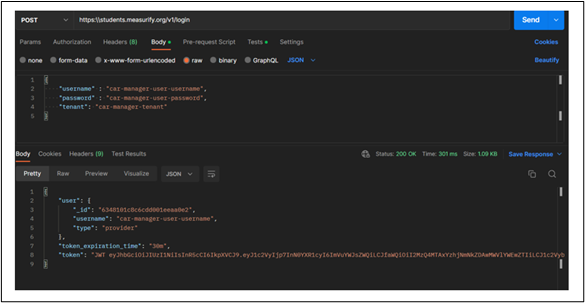 POST https://students.measurify.org/v1/login Send
Params Authorization Headers (8) Body Pre-request Script Tests Settings Cookies
none form-data x-www-form-urlencoded raw binary GraphQL JSON Beautify
1 {
2 "username" : "car-manager-user-username",
3 "password" : "car-manager-user-password",
4 "tenant": "car-manager-tenant"
5 }
Body Cookies Headers (9) Test Results Status: 200 OK Time: 301 ms Size: 1.09 KB Save Response
Pretty Raw Preview Visualize JSON
1 {
2 "user": {
3 "_id":
4 "username": "car-manager-user-username",
5 "type": "provider"
6 },
7 "token_expiration_time": "30m",
8 "token": "JWT
9 }